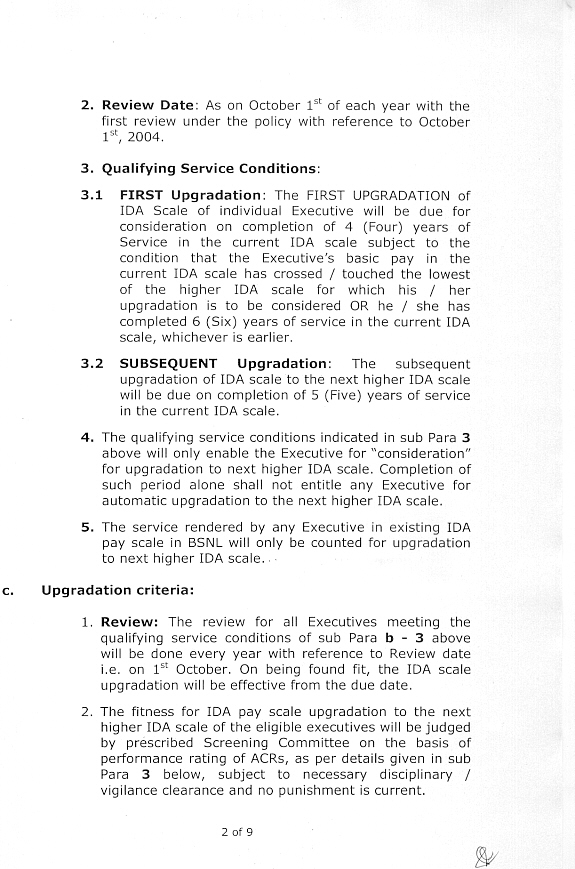 2. Review Date: As on October 1st of each year with the
first review under the policy with reference to October
1st, 2004.
3. Qualifying Service Conditions:
3.1 FIRST Upgradation: The FIRST UPGRADATION of
IDA Scale of individual Executive will be due for
consideration on completion of 4 (Four) years of
Service in the current IDA scale subject to the
condition that the Executive's basic pay in the
current IDA scale has crossed / touched the lowest
of the higher IDA scale for which his / her
upgradation is to be considered OR he / she has
completed 6 (Six) years of service in the current IDA
scale, whichever is earlier.
3.2 SUBSEQUENT Upgradation: The subsequent
upgradation of IDA scale to the next higher IDA scale
will be due on completion of 5 (Five) years of service
in the current IDA scale.
4. The qualifying service conditions indicated in sub Para 3
above will only enable the Executive for "consideration"
for upgradation to next higher IDA scale. Completion of
such period alone shall not entitle any Executive for
automatic upgradation to the next higher IDA scale.
5. The service rendered by any Executive in existing IDA
pay scale in BSNL will only be counted for upgradation
to next higher IDA scale.
c. Upgradation criteria:
1. Review: The review for all Executives meeting the
qualifying service conditions of sub Para b - 3 above
will be done every year with reference to Review date
i.e. on 1st October. On being found fit, the IDA scale
upgradation will be effective from the due date.
2. The fitness for IDA pay scale upgradation to the next
higher IDA scale of the eligible executives will be judged
by prescribed Screening Committee on the basis of
performance rating of ACRs, as per details given in sub
Para 3 below, subject to necessary disciplinary /
vigilance clearance and no punishment is current.
2 of 9